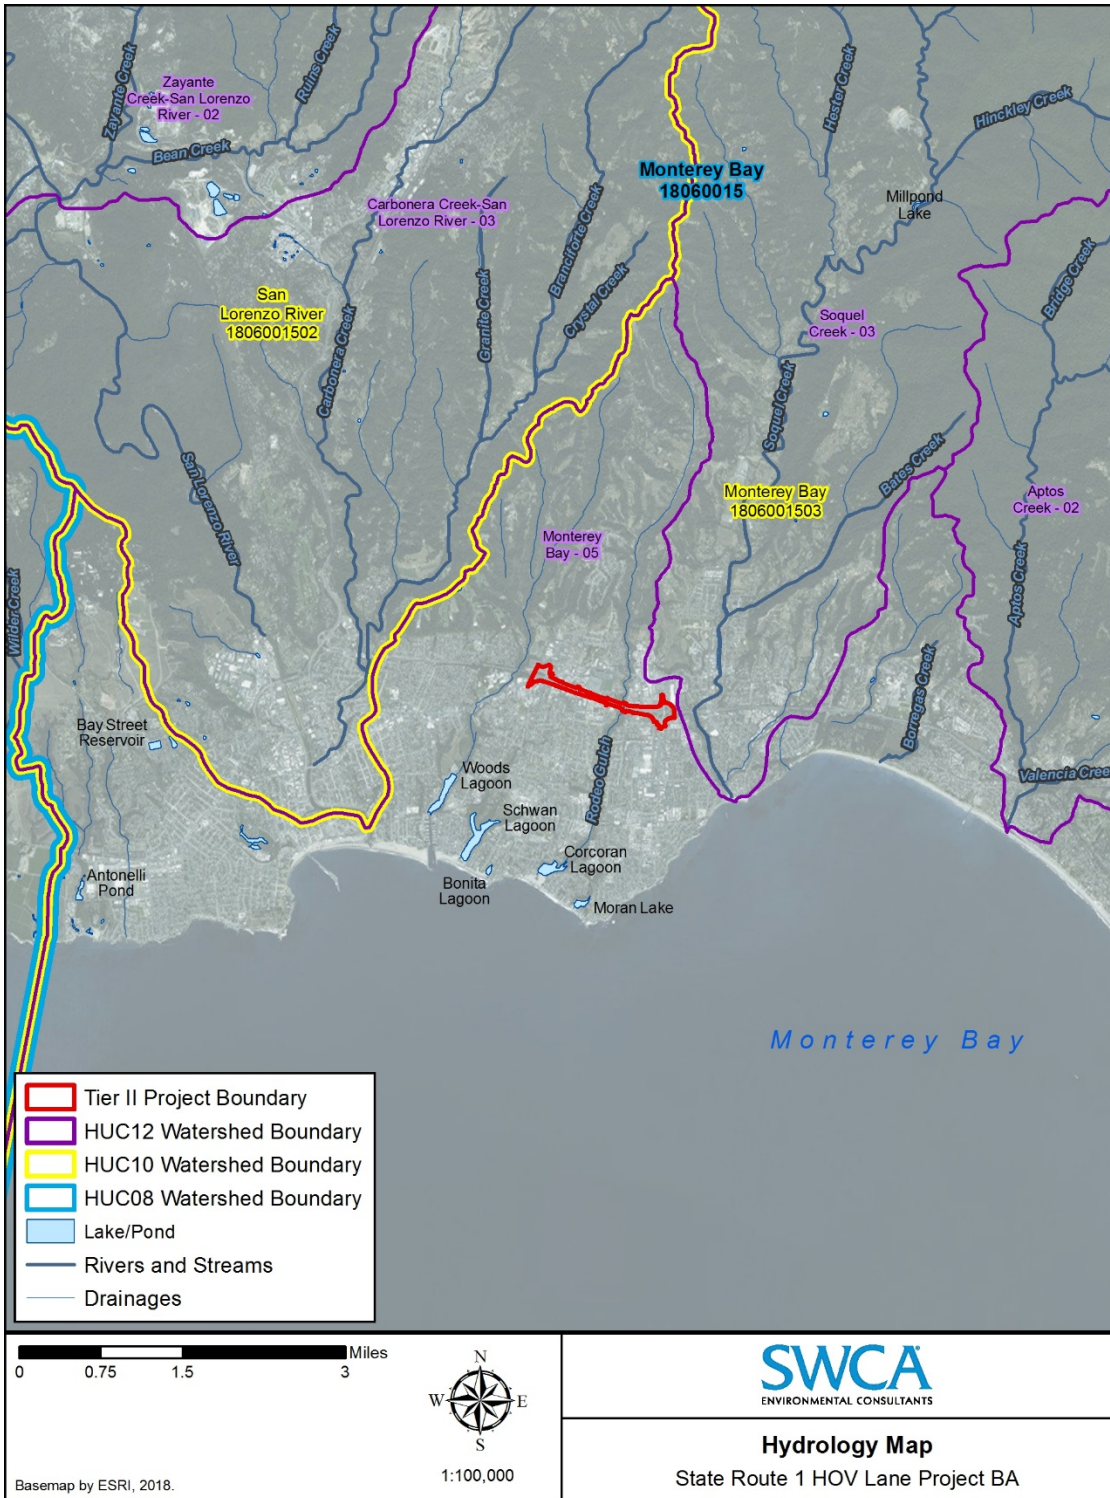 Zayante Creek
Ruins Creek
Zayante
Creek-San Lorenzo
River - 02
Bean Creek
Hester Creek
Hinckley Creek
Monterey Bay
18060015
Millpond
Lake
Carbonera Creek-San
Lorenzo River - 03
Branciforte Creek
Granite Creek
Crystal Creek
Bridge Creek
San
Lorenzo River
1806001502
Carbonera Creek
Soquel
Creek - 03
Soquel Creek
Bates Creek
San Lorenzo River
Monterey Bay
1806001503
Aptos
Creek - 02
Monterey
Bay - 05
Wilder Creek
Aptos Creek
Borregas Creek
Bay Street
Reservoir
Woods
Lagoon
Rodeo Gulch
Valencia Cree
Schwan
Lagoon
Corcoran
Lagoon
Antonelli
Pond
Bonita
Lagoon
Moran Lake
Monterey Bay
Tier II Project Boundary
HUC12 Watershed Boundary
HUC10 Watershed Boundary
HUC08 Watershed Boundary
Lake/Pond
Rivers and Streams
Drainages
Miles
0 0.75 1.5 3
N
W E
S
1:100,000
Basemap by ESRI, 2018.
SWCA
ENVIRONMENTAL CONSULTANTS
Hydrology Map
State Route 1 HOV Lane Project BA